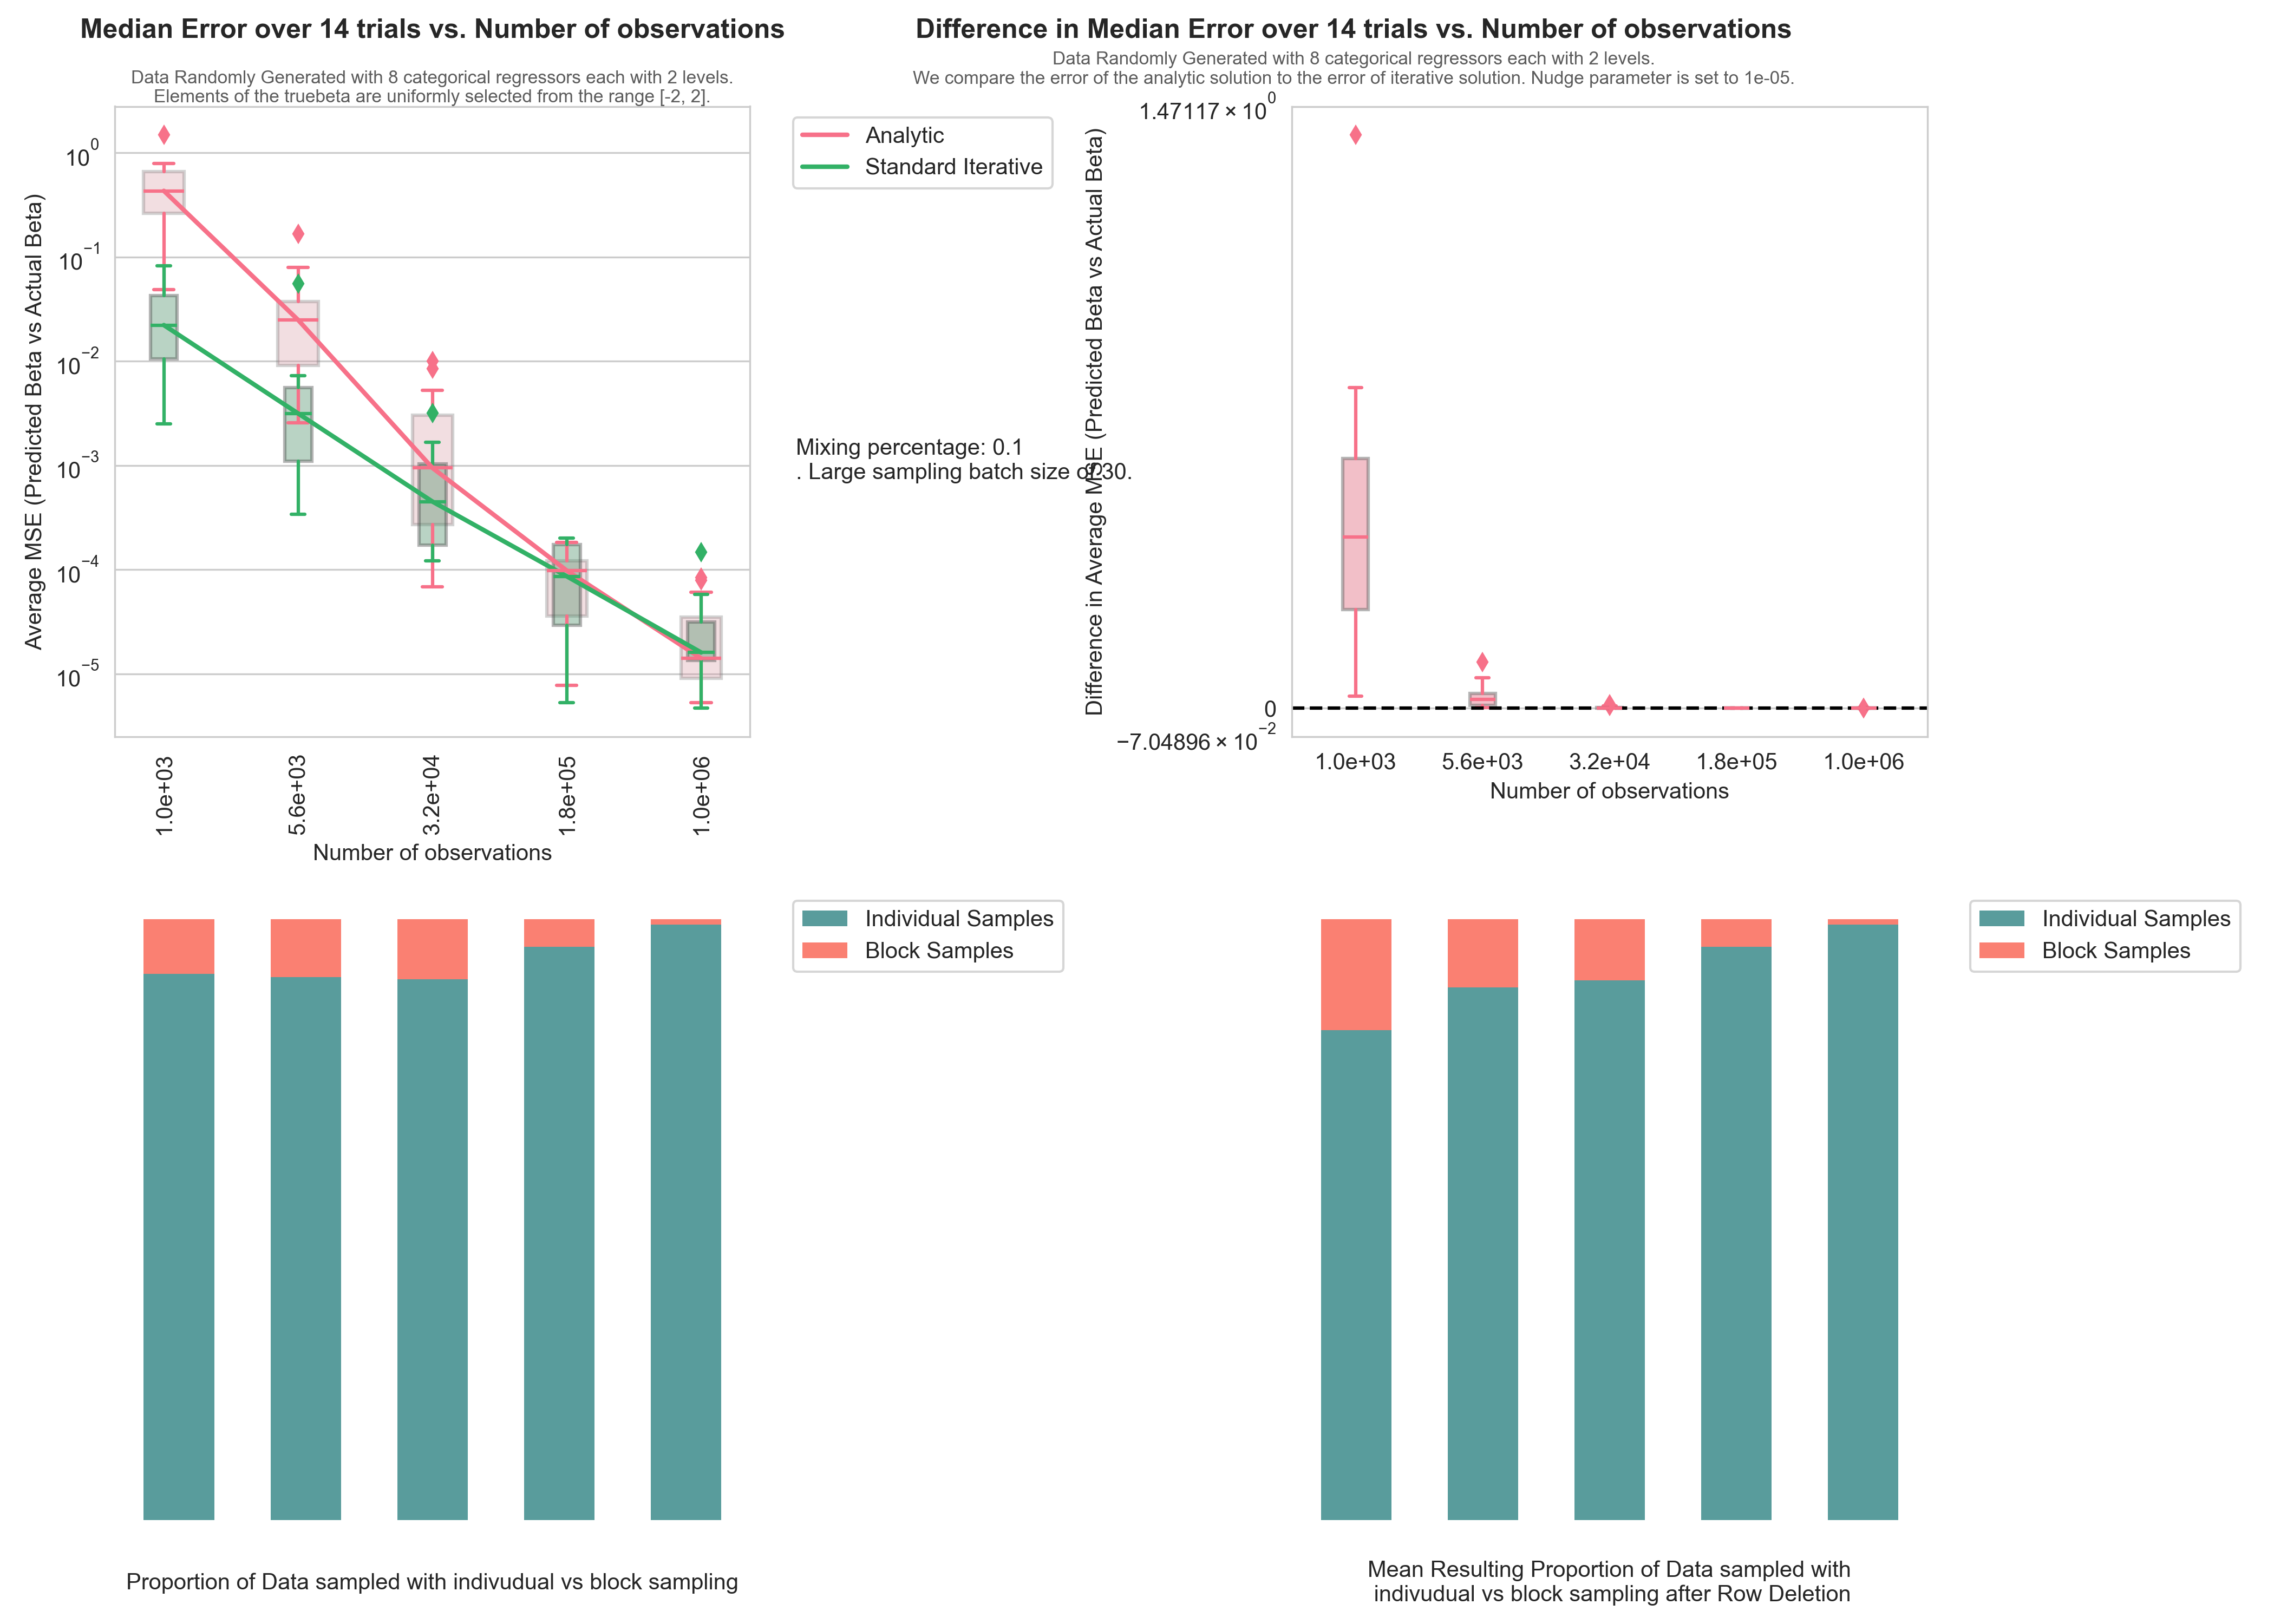 Median Error over 14 trials vs. Number of observations
Data Randomly Generated with 8 categorical regressors each with 2 levels.
Elements of the truebeta are uniformly selected from the range [-2, 2].
Average MSE (Predicted Beta vs Actual Beta)
10^0
10^−1
10^−2
10^−3
10^−4
10^−5
1.0e+03
5.6e+03
3.2e+04
1.8e+05
1.0e+06
Number of observations
Analytic
Standard Iterative
Mixing percentage: 0.1
. Large sampling batch size of 30.
Difference in Median Error over 14 trials vs. Number of observations
Data Randomly Generated with 8 categorical regressors each with 2 levels.
We compare the error of the analytic solution to the error of iterative solution. Nudge parameter is set to 1e-05.
Difference in Average MSE (Predicted Beta vs Actual Beta)
1.47117 × 10^0
0
−7.04896 × 10^−2
1.0e+03
5.6e+03
3.2e+04
1.8e+05
1.0e+06
Number of observations
Individual Samples
Block Samples
Proportion of Data sampled with indivudual vs block sampling
Individual Samples
Block Samples
Mean Resulting Proportion of Data sampled with
indivudual vs block sampling after Row Deletion